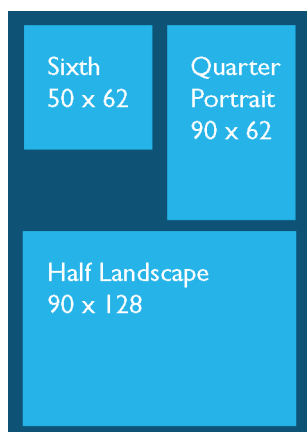 Sixth
50 x 62
Quarter
Portrait
90 x 62
Half Landscape
90 x 128